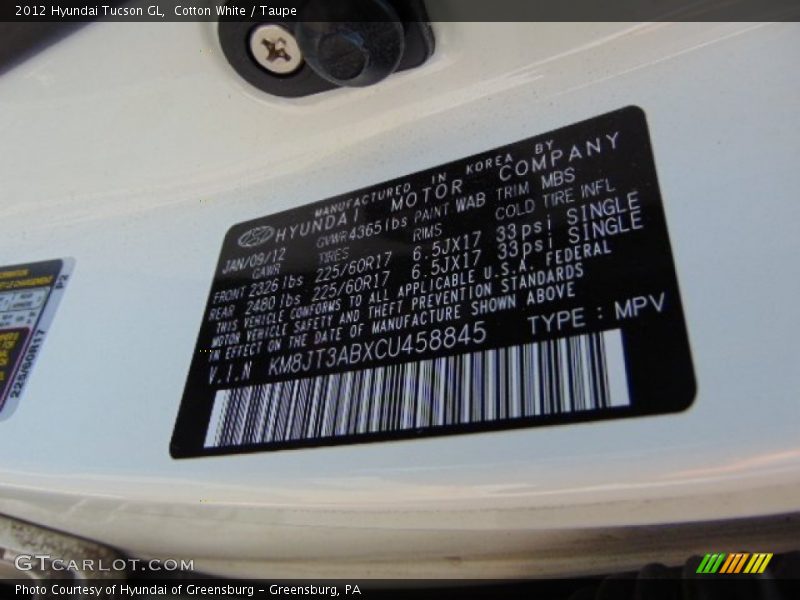 2012 Hyundai Tucson GL,  Cotton White / Taupe
MANUFACTURED IN KOREA BY
HYUNDAI MOTOR COMPANY
JAN/09/12 GVWR 4365 lbs PAINT WAB TRIM MBS
GAWR TIRES RIMS COLD TIRE INFL
FRONT 2326 lbs 225/60R17 6.5JX17 33psi SINGLE
REAR 2480 lbs 225/60R17 6.5JX17 33psi SINGLE
THIS VEHICLE CONFORMS TO ALL APPLICABLE U.S.A. FEDERAL
MOTOR VEHICLE SAFETY AND THEFT PREVENTION STANDARDS
IN EFFECT ON THE DATE OF MANUFACTURE SHOWN ABOVE
V.I.N KM8JT3ABXCU458845 TYPE : MPV
225/60R17
GTCARLOT.COM
Photo Courtesy of Hyundai of Greensburg - Greensburg, PA